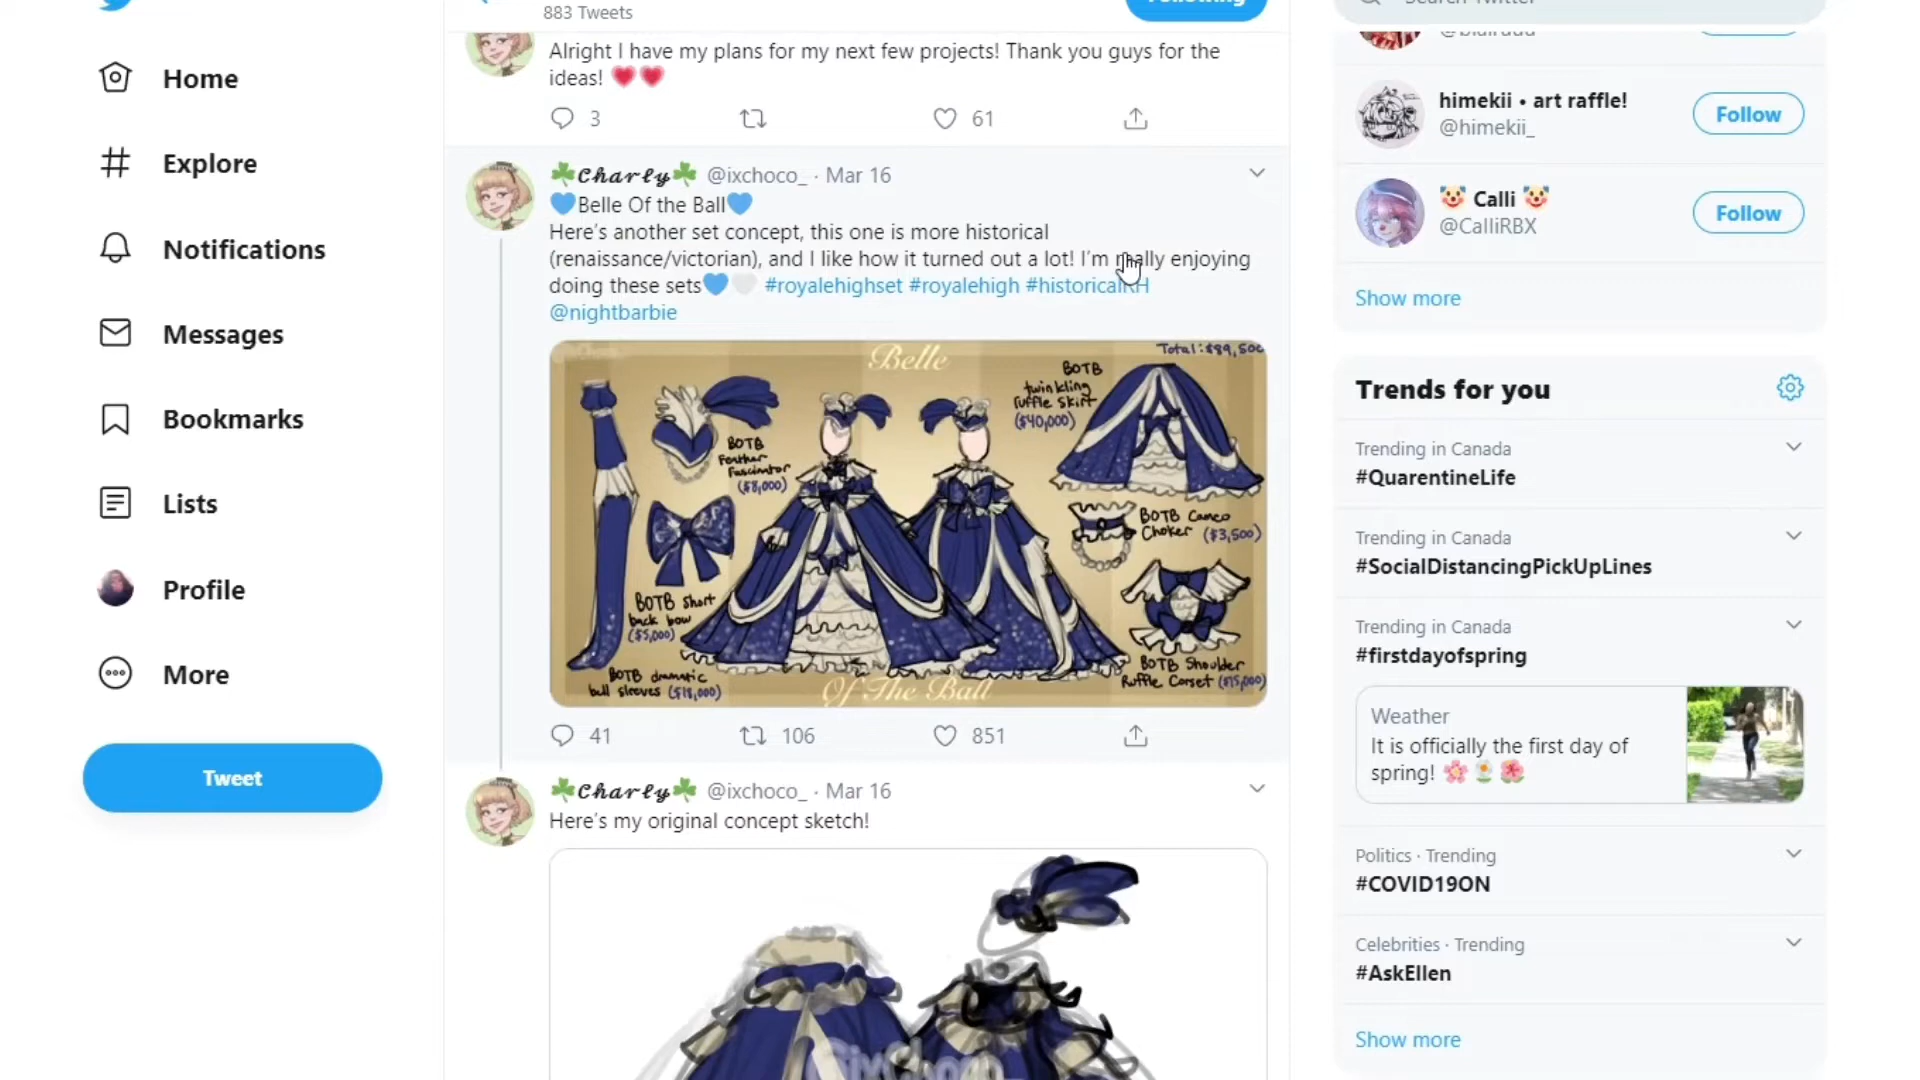 883 Tweets
Alright I have my plans for my next few projects! Thank you guys for the
ideas! ❤️❤️
3
61
Home
Explore
Notifications
Messages
Bookmarks
Lists
Profile
More
Tweet
☘️𝓒𝓱𝓪𝓻𝓵𝔂☘️ @ixchoco_ · Mar 16
💙Belle Of the Ball💙
Here's another set concept, this one is more historical
(renaissance/victorian), and I like how it turned out a lot! I'm really enjoying
doing these sets💙🤍 #royalehighset #royalehigh #historicalRH
@nightbarbie
Belle
Total: $89,500
BOTB
twinkling
ruffle skirt
($40,000)
BOTB
Feather
Fascinator
($8,000)
BOTB Cameo
Choker ($3,500)
BOTB short
back bow
($5,000)
BOTB dramatic
ball sleeves ($18,000)
BOTB Shoulder
Ruffle Corset ($15,000)
Of The Ball
41
106
851
☘️𝓒𝓱𝓪𝓻𝓵𝔂☘️ @ixchoco_ · Mar 16
Here's my original concept sketch!
himekii • art raffle!
@himekii_
Follow
🤡 Calli 🤡
@CalliRBX
Follow
Show more
Trends for you
Trending in Canada
#QuarentineLife
Trending in Canada
#SocialDistancingPickUpLines
Trending in Canada
#firstdayofspring
Weather
It is officially the first day of
spring! 🌸🌼🌺
Politics · Trending
#COVID19ON
Celebrities · Trending
#AskEllen
Show more